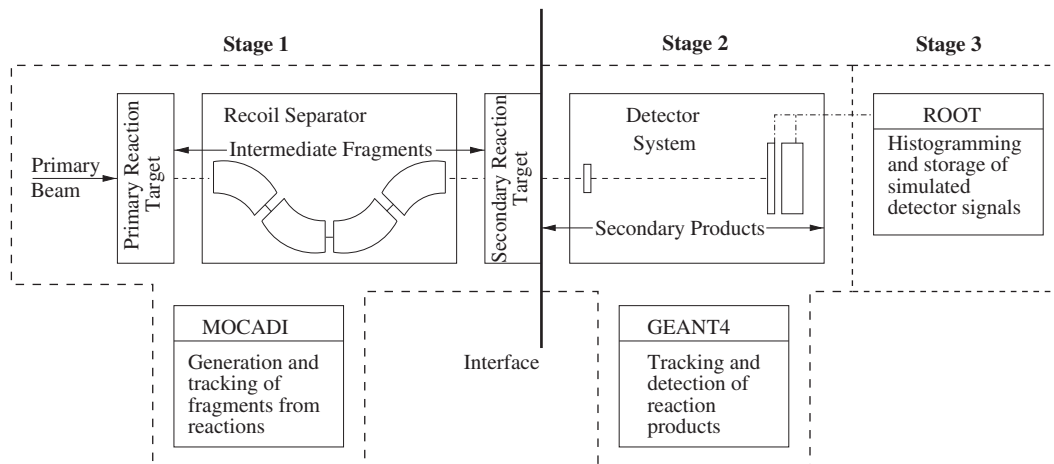 Stage 1
Stage 2
Stage 3
Primary
Beam
Primary Reaction
Target
Recoil Separator
Intermediate Fragments
Secondary Reaction
Target
Detector
System
Secondary Products
ROOT
Histogramming
and storage of
simulated
detector signals
MOCADI
Generation and
tracking of
fragments from
reactions
Interface
GEANT4
Tracking and
detection of
reaction
products